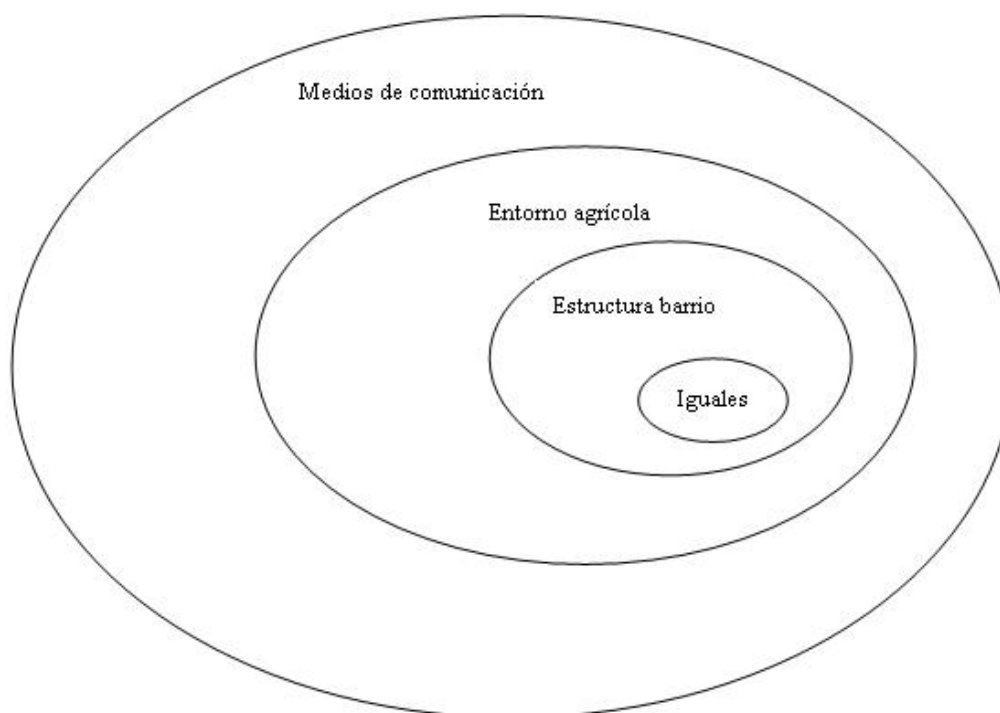 Medios de comunicación
Entorno agrícola
Estructura barrio
Iguales